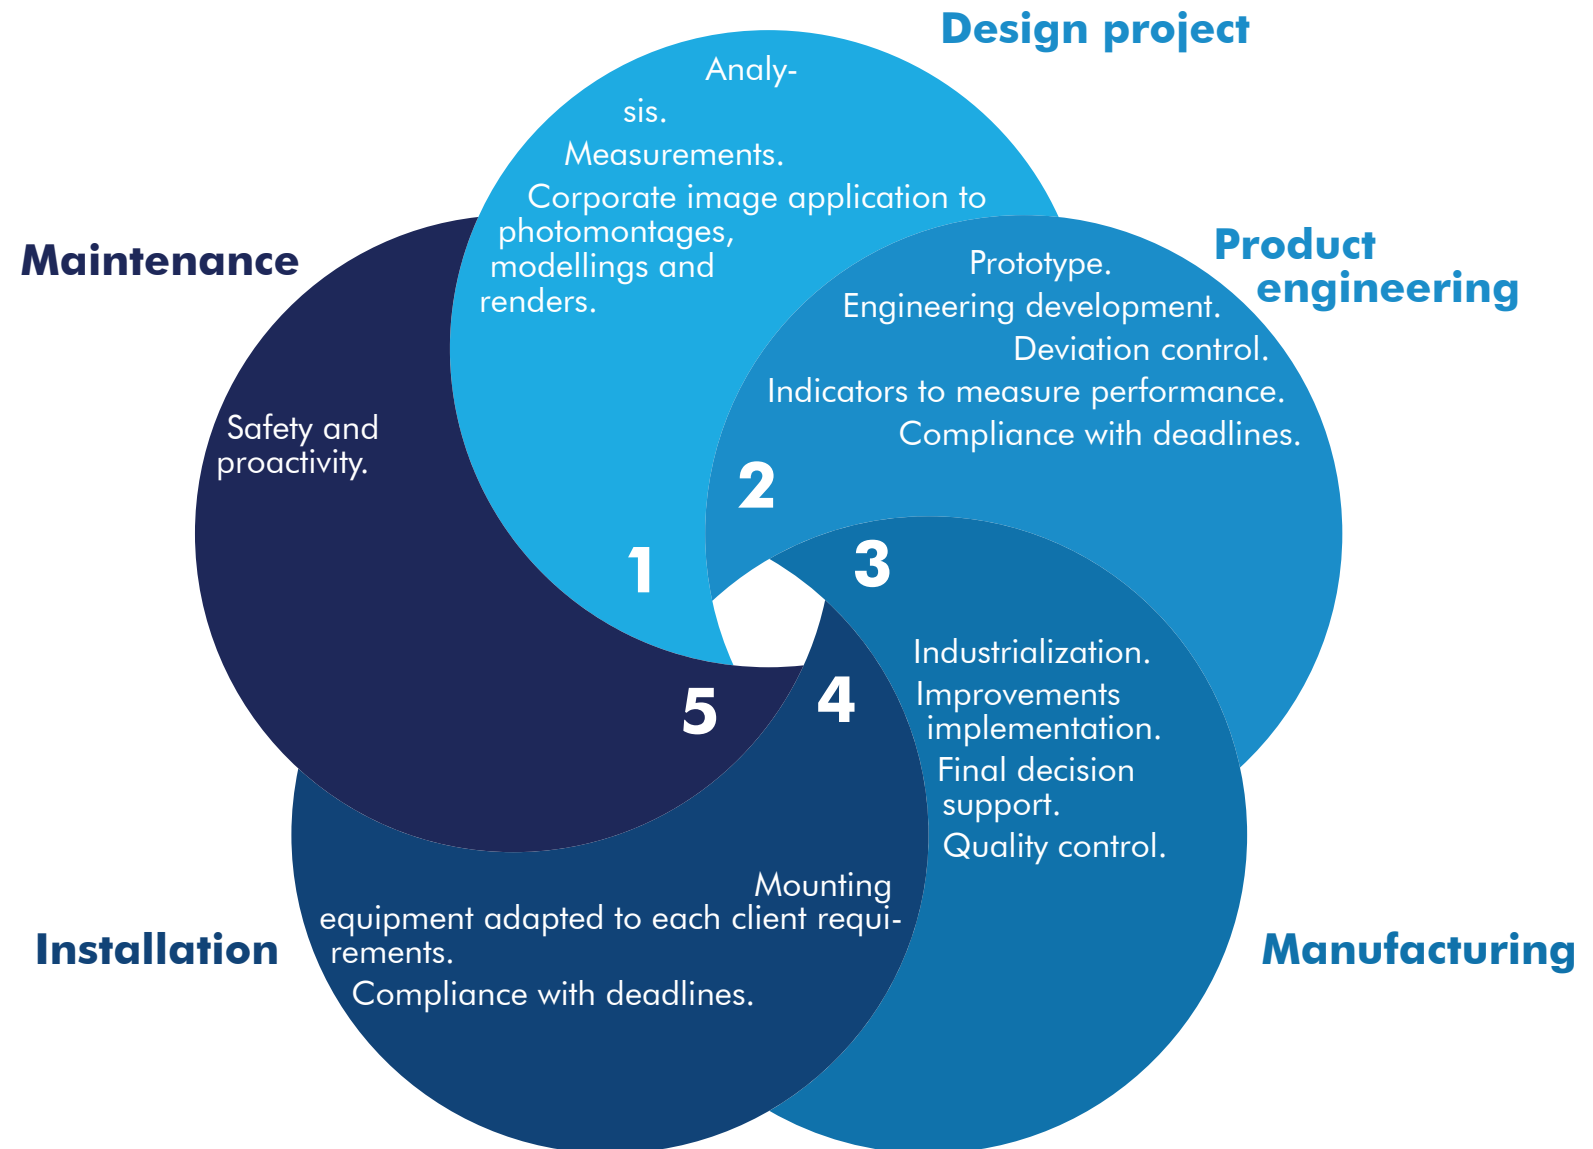 Design project
Analy-
sis.
Measurements.
Corporate image application to
photomontages,
modellings and
renders.
1
Product
engineering
Prototype.
Engineering development.
Deviation control.
Indicators to measure performance.
Compliance with deadlines.
2
3
Industrialization.
Improvements
implementation.
Final decision
support.
Quality control.
Manufacturing
4
Mounting
equipment adapted to each client requi-
rements.
Compliance with deadlines.
Installation
Maintenance
Safety and
proactivity.
5